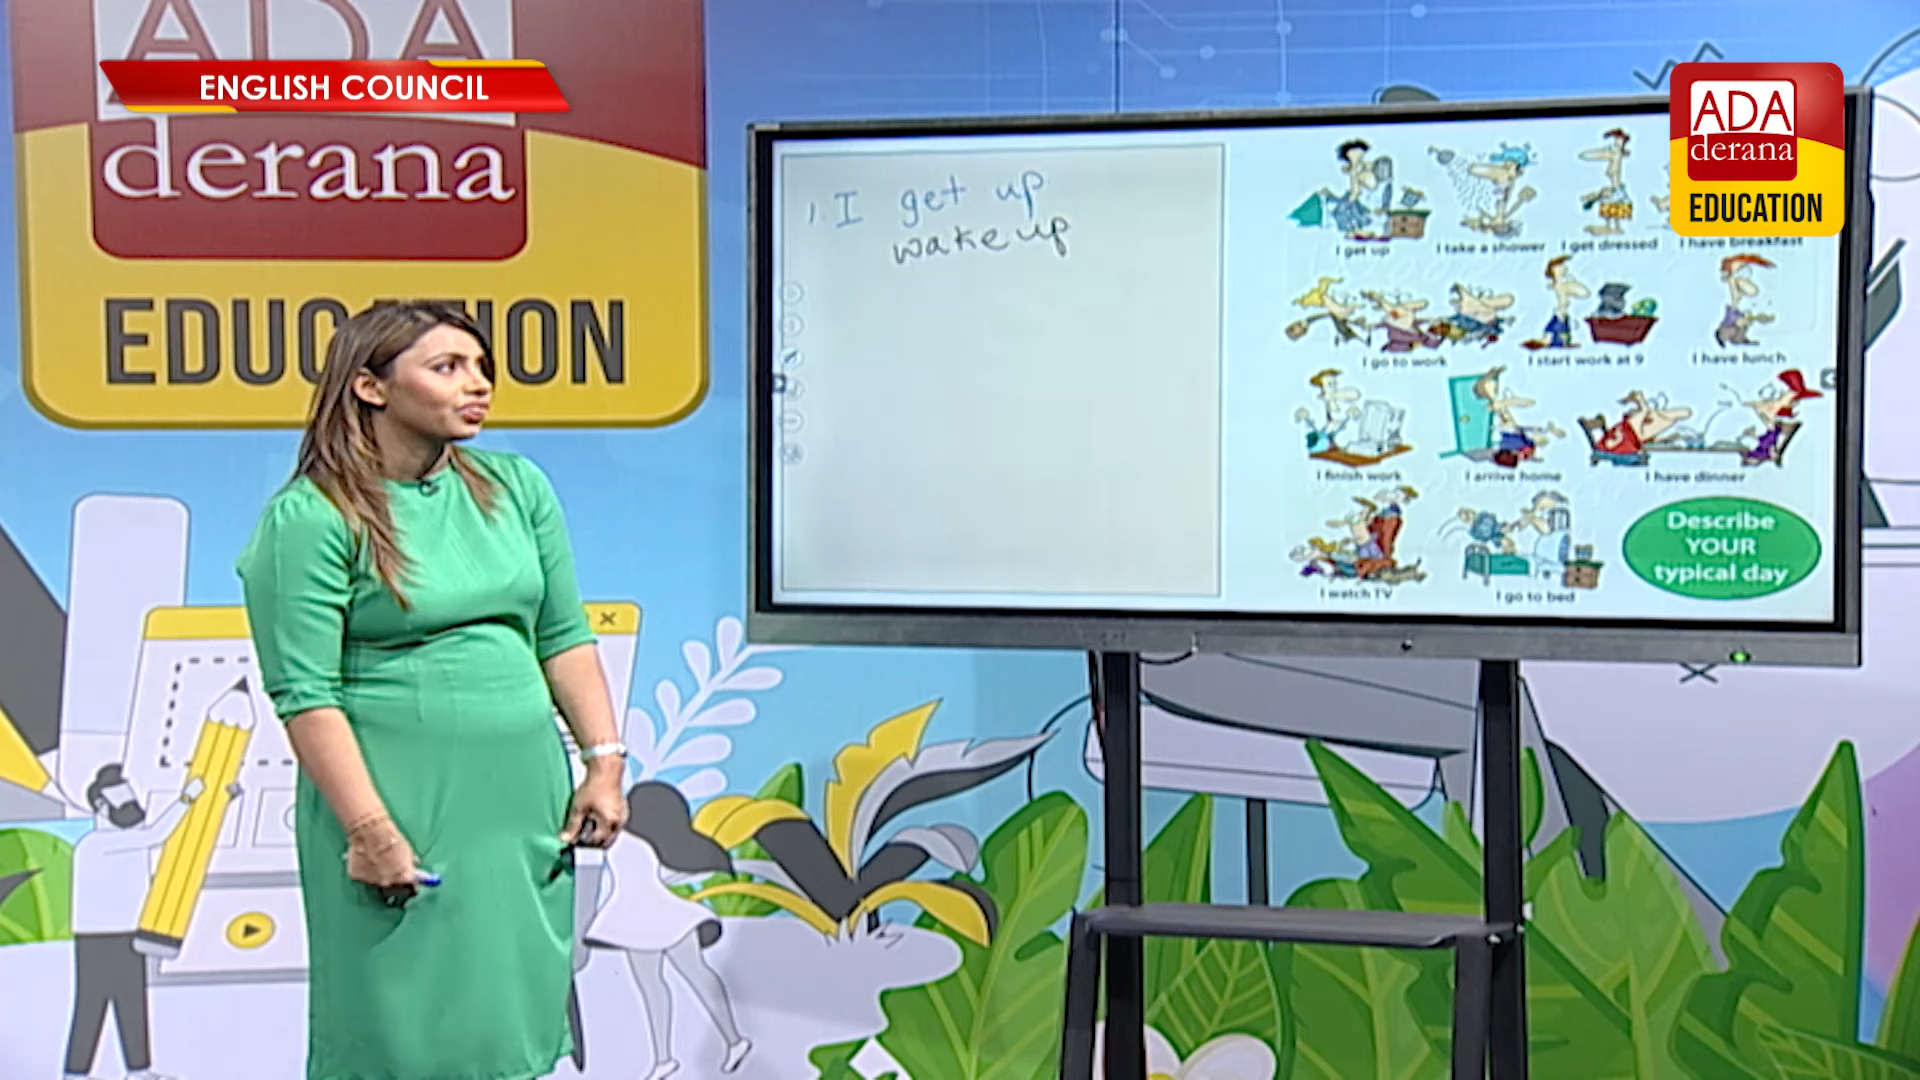 ADA
derana
EDUCATION
ENGLISH COUNCIL
1. I get up
wake up
I get up
I take a shower
I get dressed
I have breakfast
I go to work
I start work at 9
I have lunch
I finish work
I arrive home
I have dinner
I watch TV
I go to bed
Describe
YOUR
typical day
ADA
derana
EDUCATION